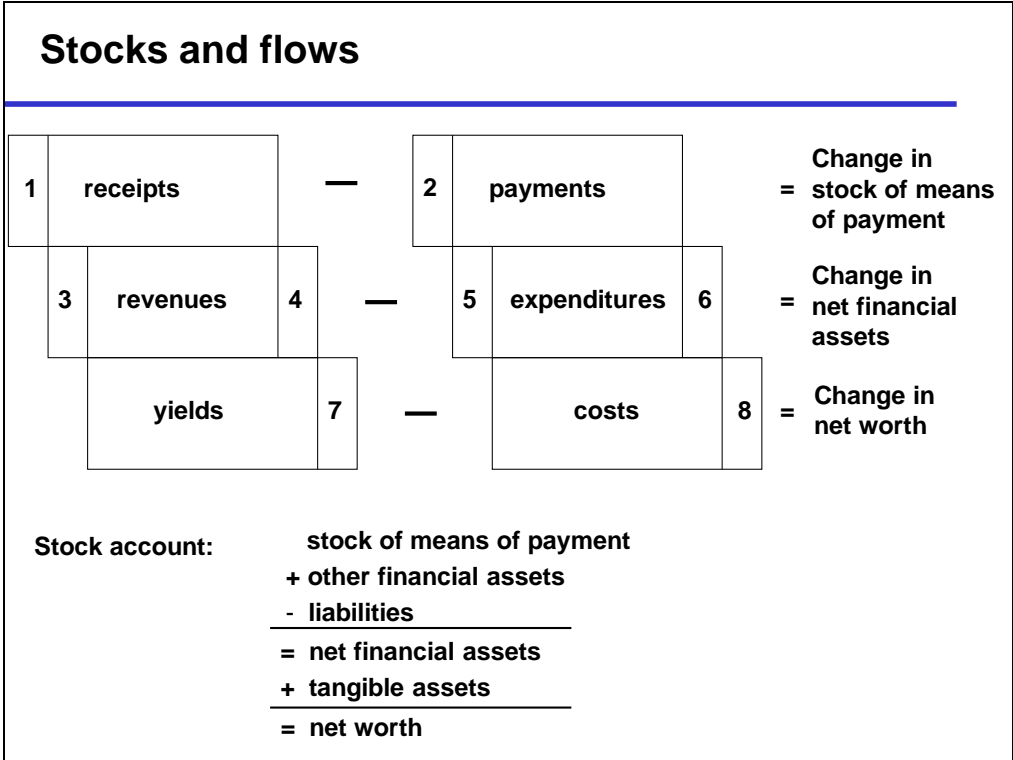 Stocks and flows
1 receipts — 2 payments = Change in
stock of means
of payment
3 revenues 4 — 5 expenditures 6 = Change in
net financial
assets
yields 7 — costs 8 = Change in
net worth
Stock account: stock of means of payment
+ other financial assets
- liabilities
= net financial assets
+ tangible assets
= net worth